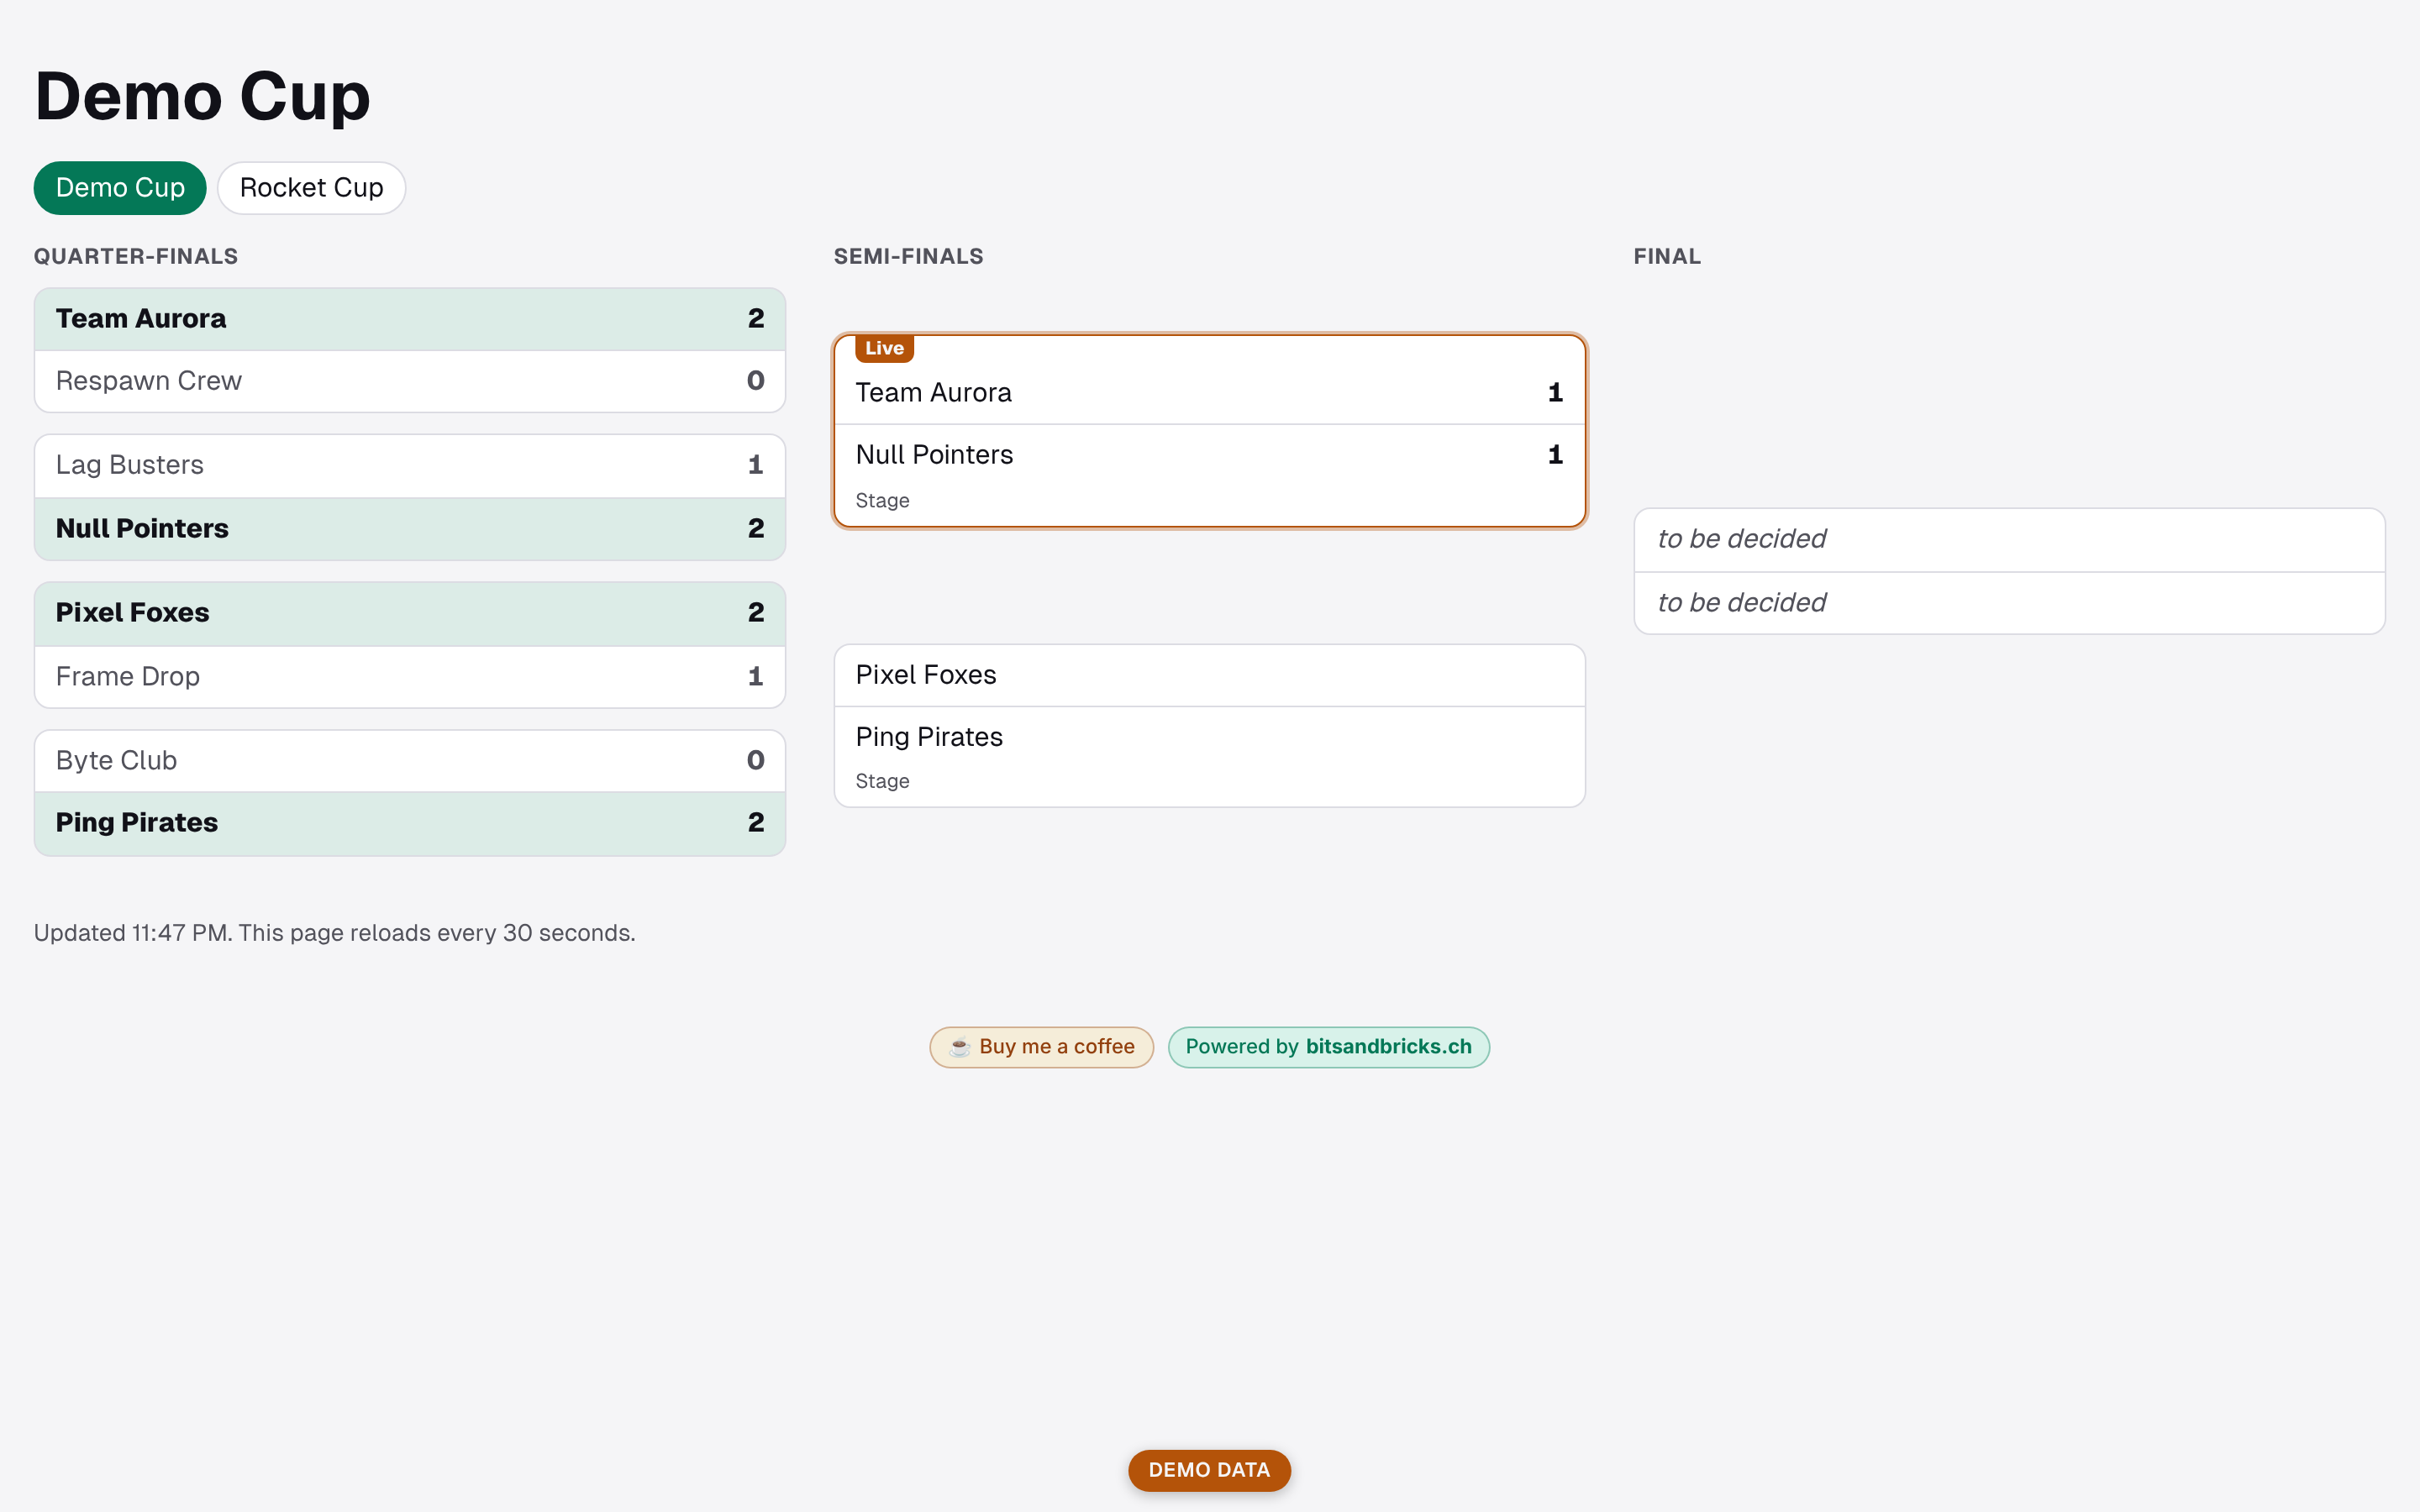 Demo Cup
Demo Cup Rocket Cup
QUARTER-FINALS
Team Aurora 2
Respawn Crew 0
Lag Busters 1
Null Pointers 2
Pixel Foxes 2
Frame Drop 1
Byte Club 0
Ping Pirates 2
SEMI-FINALS
Live
Team Aurora 1
Null Pointers 1
Stage
Pixel Foxes
Ping Pirates
Stage
FINAL
to be decided
to be decided
Updated 11:47 PM. This page reloads every 30 seconds.
Buy me a coffee Powered by bitsandbricks.ch
DEMO DATA